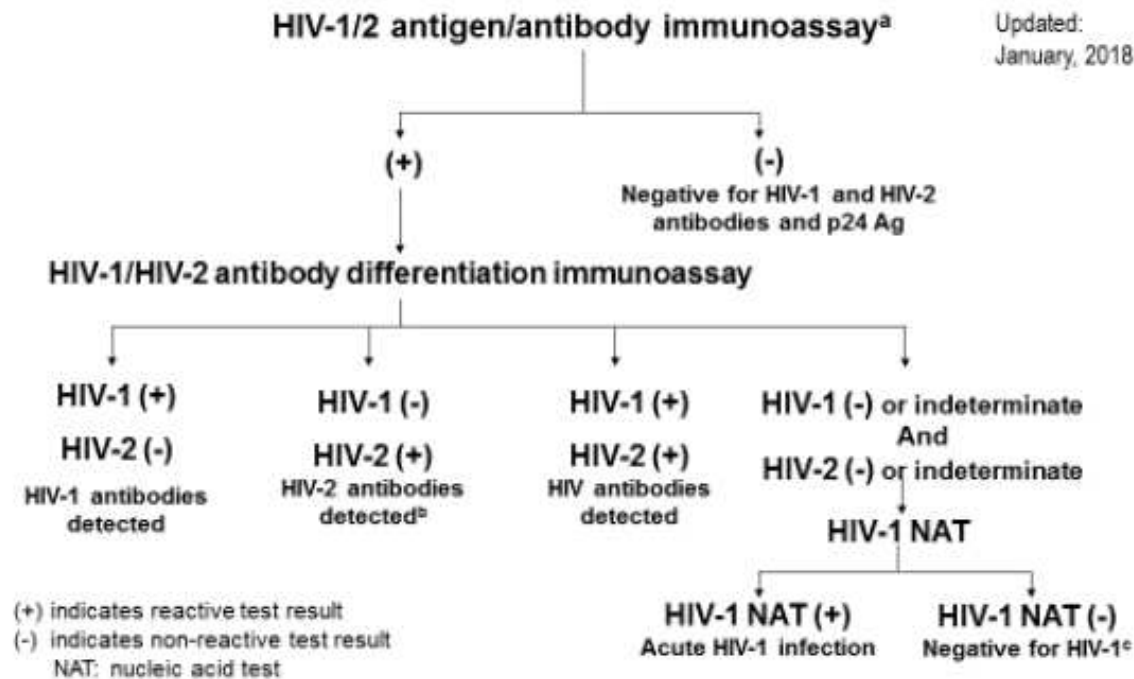 HIV-1/2 antigen/antibody immunoassayᵃ
Updated:
January, 2018
(+)
(-)
Negative for HIV-1 and HIV-2
antibodies and p24 Ag
HIV-1/HIV-2 antibody differentiation immunoassay
HIV-1 (+)
HIV-2 (-)
HIV-1 antibodies
detected
HIV-1 (-)
HIV-2 (+)
HIV-2 antibodies
detectedᵇ
HIV-1 (+)
HIV-2 (+)
HIV antibodies
detected
HIV-1 (-) or indeterminate
And
HIV-2 (-) or indeterminate
HIV-1 NAT
HIV-1 NAT (+)
Acute HIV-1 infection
HIV-1 NAT (-)
Negative for HIV-1ᶜ
(+) indicates reactive test result
(-) indicates non-reactive test result
NAT: nucleic acid test